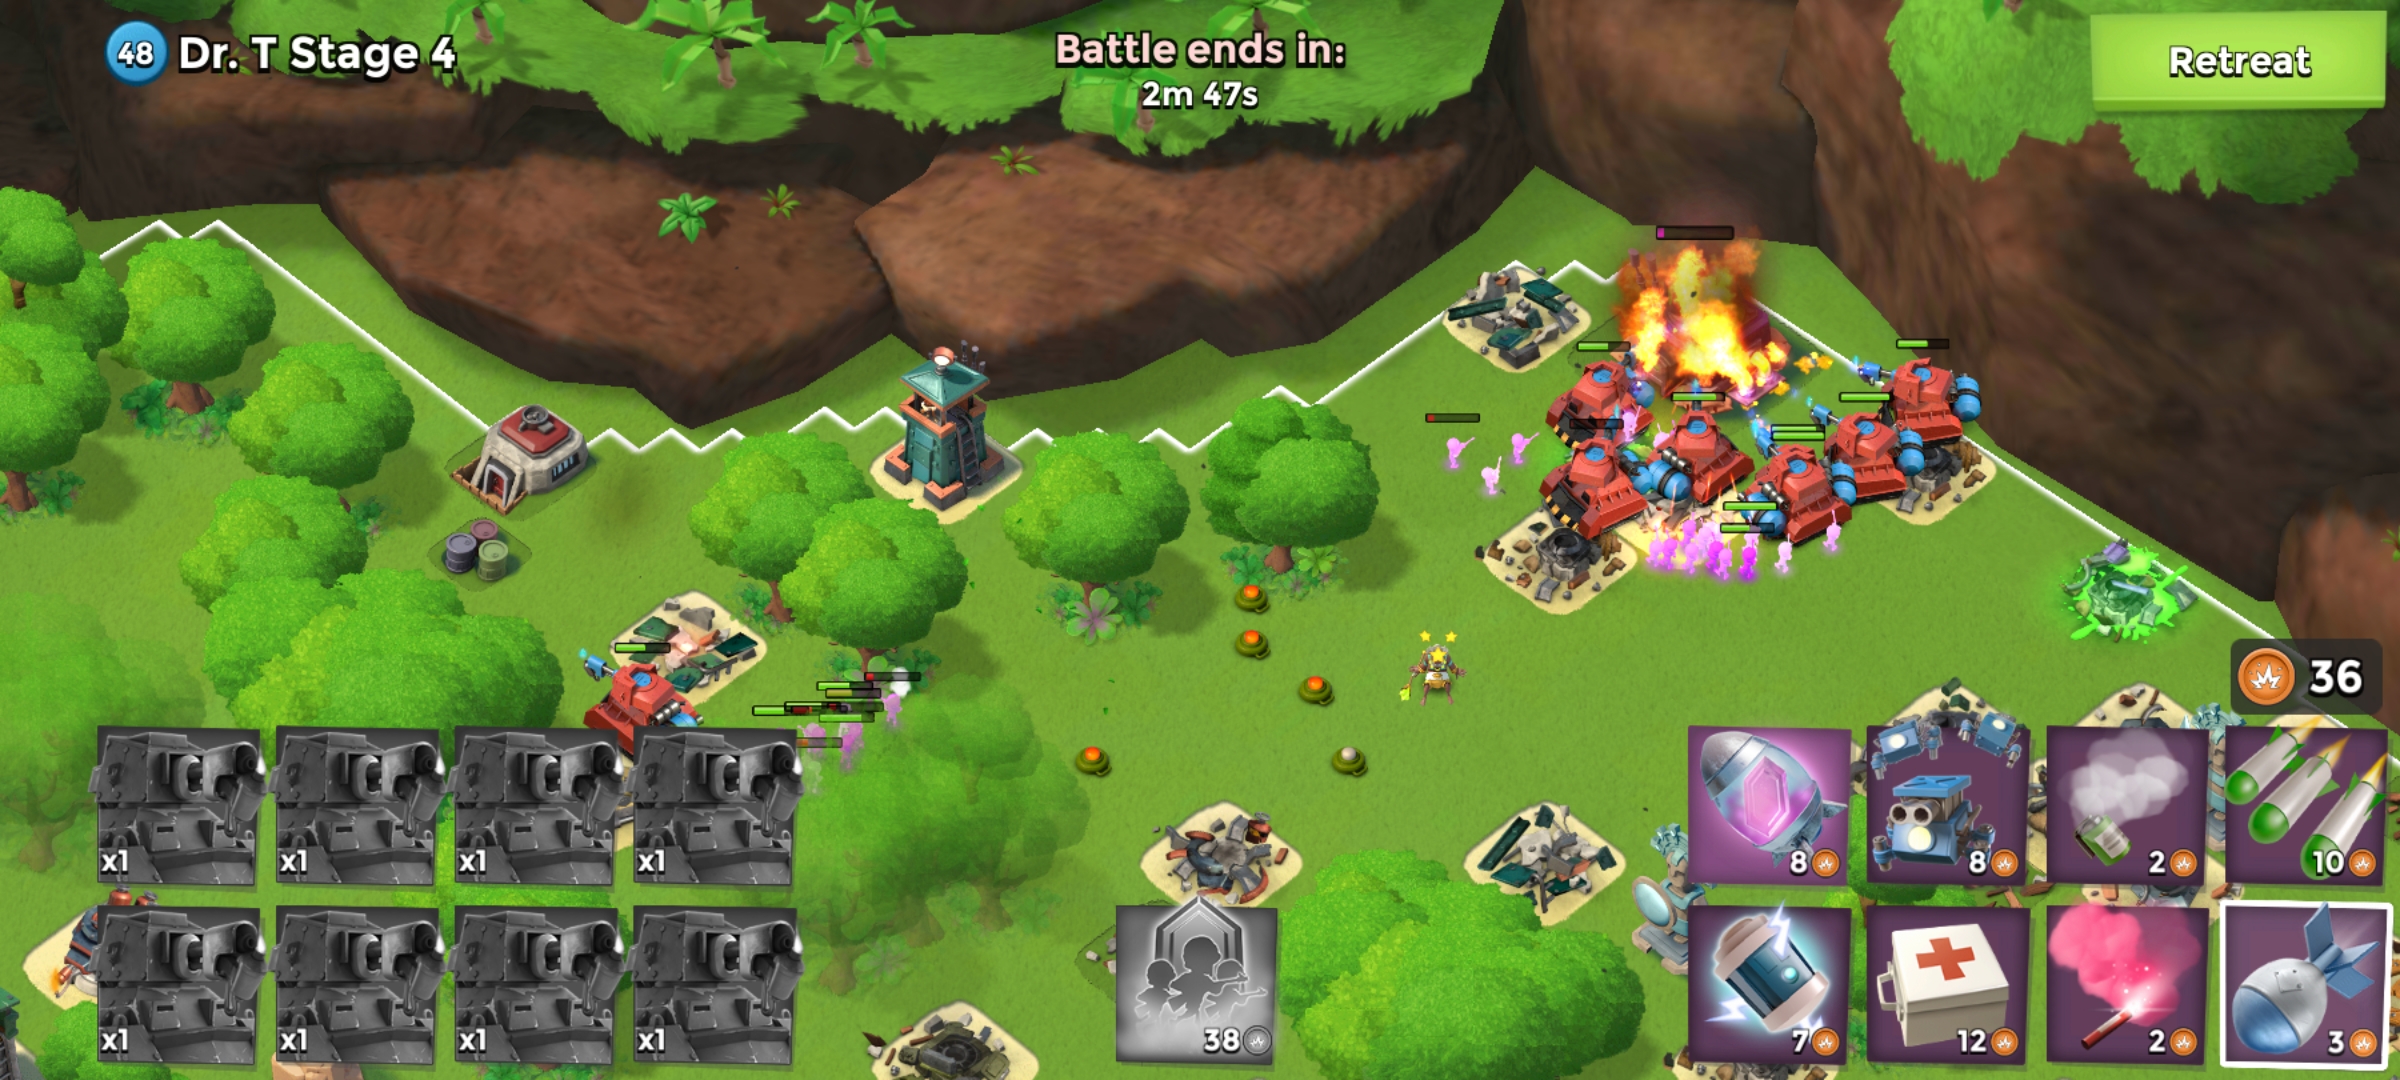 48 Dr. T Stage 4
Battle ends in:
2m 47s
Retreat
36
x1 x1 x1 x1
8 8 2 10
x1 x1 x1 x1
38
7 12 2 3